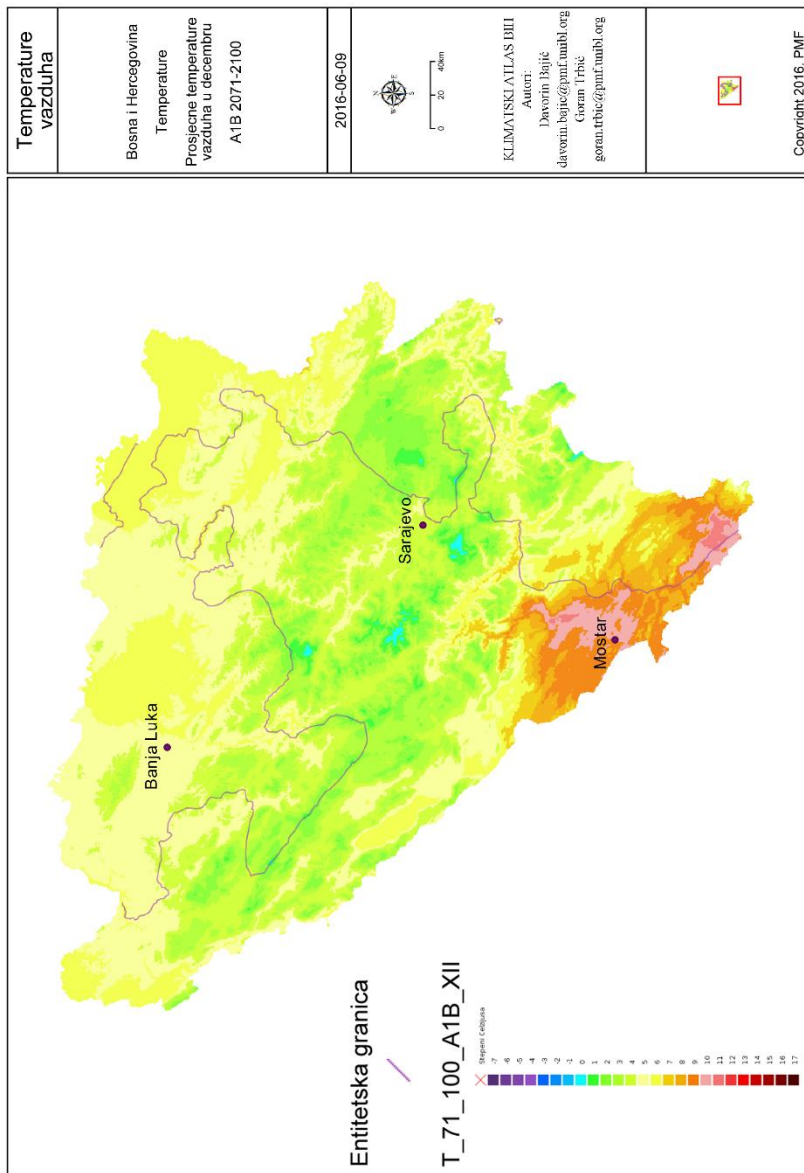 Temperature
vazduha
Bosna i Hercegovina
Temperature
Prosjecne temperature
vazduha u decembru
A1B 2071-2100
2016-06-09
N
E
S
W
0 20 40km
KLIMATSKI ATLAS BIH
Autori:
Davorin Bajić
davorin.bajic@pmf.unibl.org
Goran Trbić
goran.trbic@pmf.unibl.org
Copyright 2016. PMF
Banja Luka
Sarajevo
Mostar
Entitetska granica
T_71_100_A1B_XII
Stepeni Celzijusa
-7
-6
-5
-4
-3
-2
-1
0
1
2
3
4
5
6
7
8
9
10
11
12
13
14
15
16
17